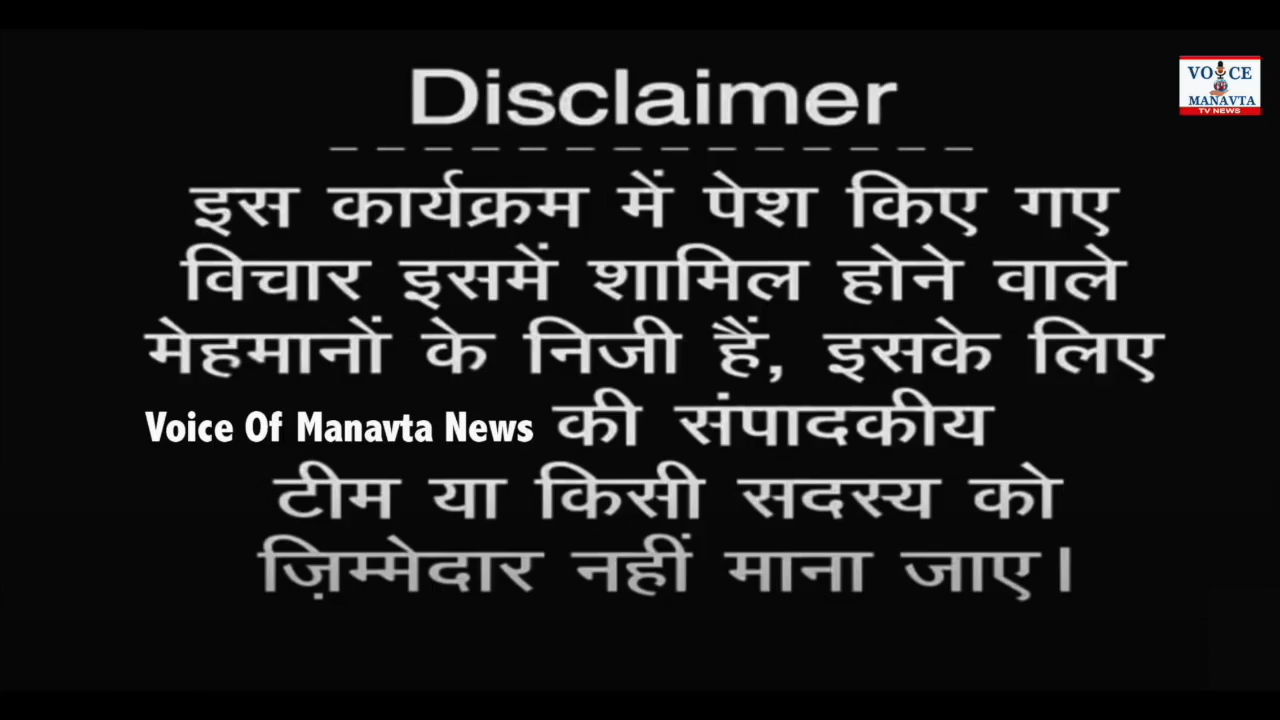 VOICE
OF
MANAVTA
TV NEWS
Disclaimer
इस कार्यक्रम में पेश किए गए
विचार इसमें शामिल होने वाले
मेहमानों के निजी हैं, इसके लिए
Voice Of Manavta News की संपादकीय
टीम या किसी सदस्य को
ज़िम्मेदार नहीं माना जाए।